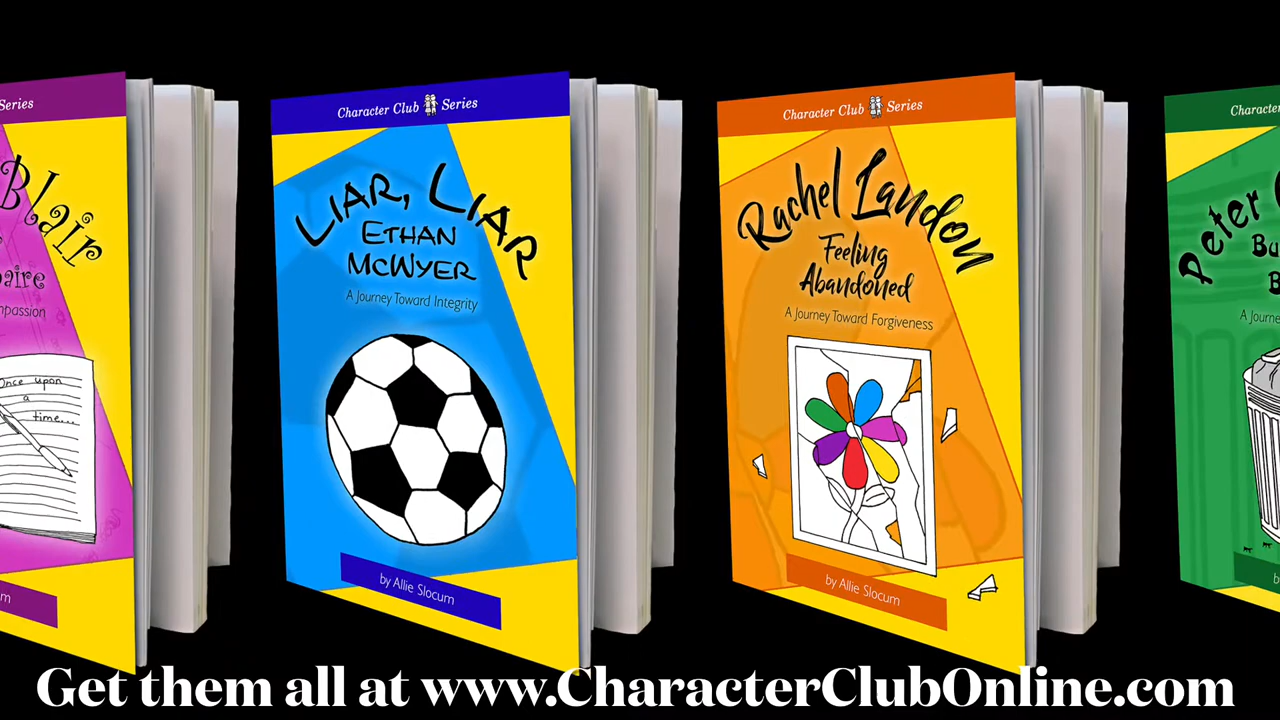 Series
Blair
mpassion
Once upon
a
time...
Character Club Series
LIAR, LIAR
ETHAN
MCWYER
A Journey Toward Integrity
by Allie Slocum
Character Club Series
Rachel Landon
Feeling
Abandoned
A Journey Toward Forgiveness
by Allie Slocum
Character
Peter
Bu
B
A Journe
Get them all at www.CharacterClubOnline.com